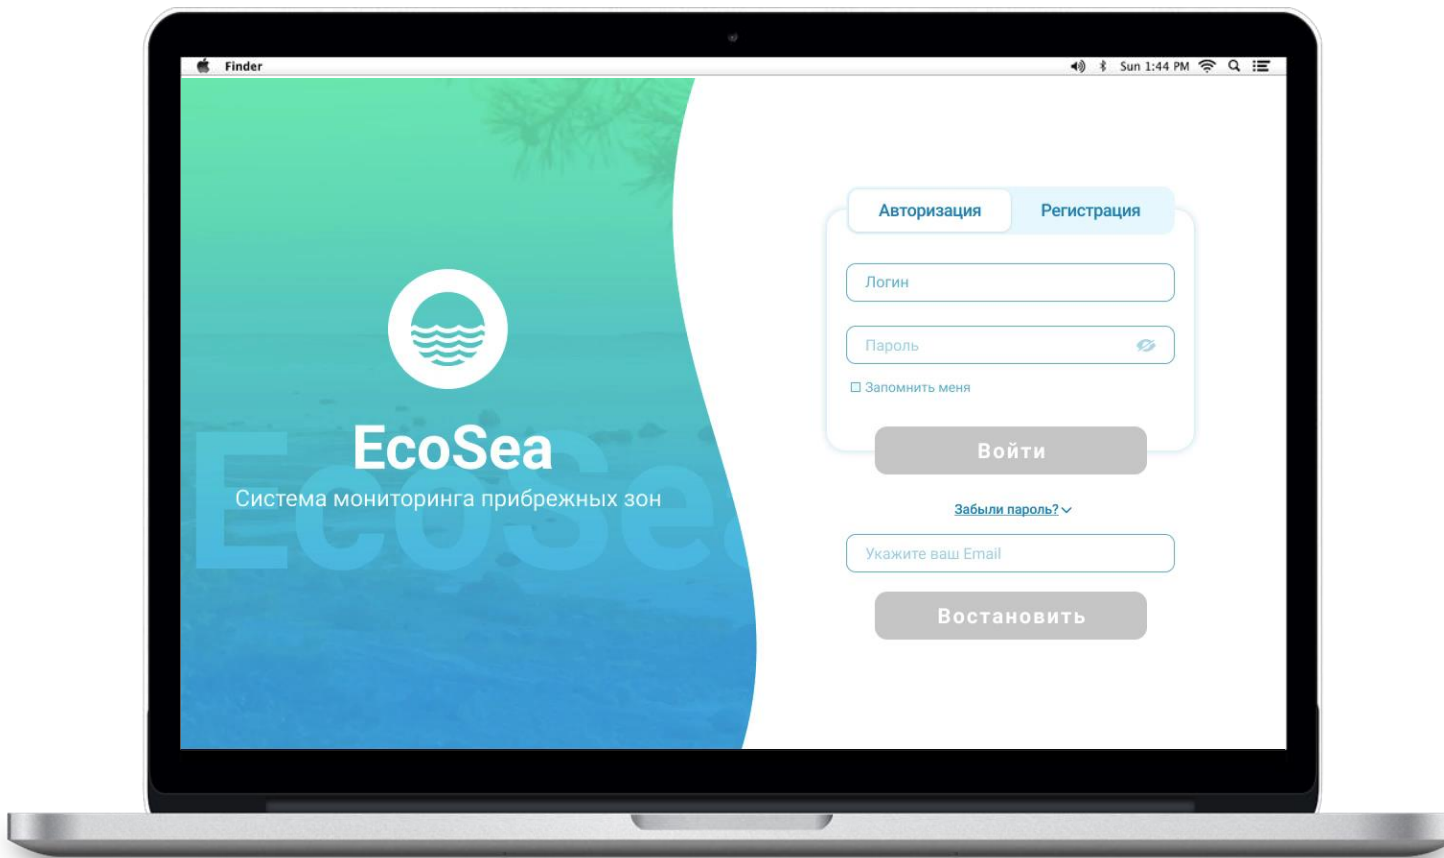 Finder
Sun 1:44 PM
EcoSea
EcoSea
Система мониторинга прибрежных зон
Авторизация
Регистрация
Логин
Пароль
Запомнить меня
Войти
Забыли пароль?
Укажите ваш Email
Востановить